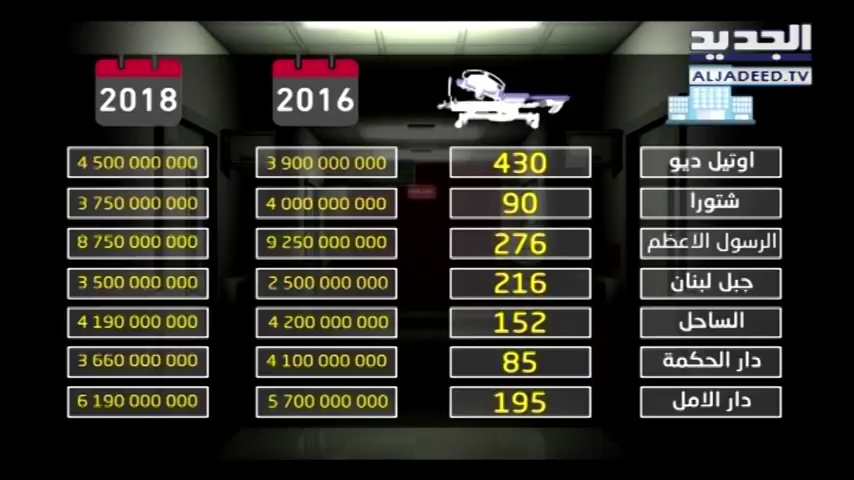 الجديد
ALJADEED.TV
2016 2018
اوتيل ديو 430 3 900 000 000 4 500 000 000
شتورا 90 4 000 000 000 3 750 000 000
الرسول الاعظم 276 9 250 000 000 8 750 000 000
جبل لبنان 216 2 500 000 000 3 500 000 000
الساحل 152 4 200 000 000 4 190 000 000
دار الحكمة 85 4 100 000 000 3 660 000 000
دار الامل 195 5 700 000 000 6 190 000 000